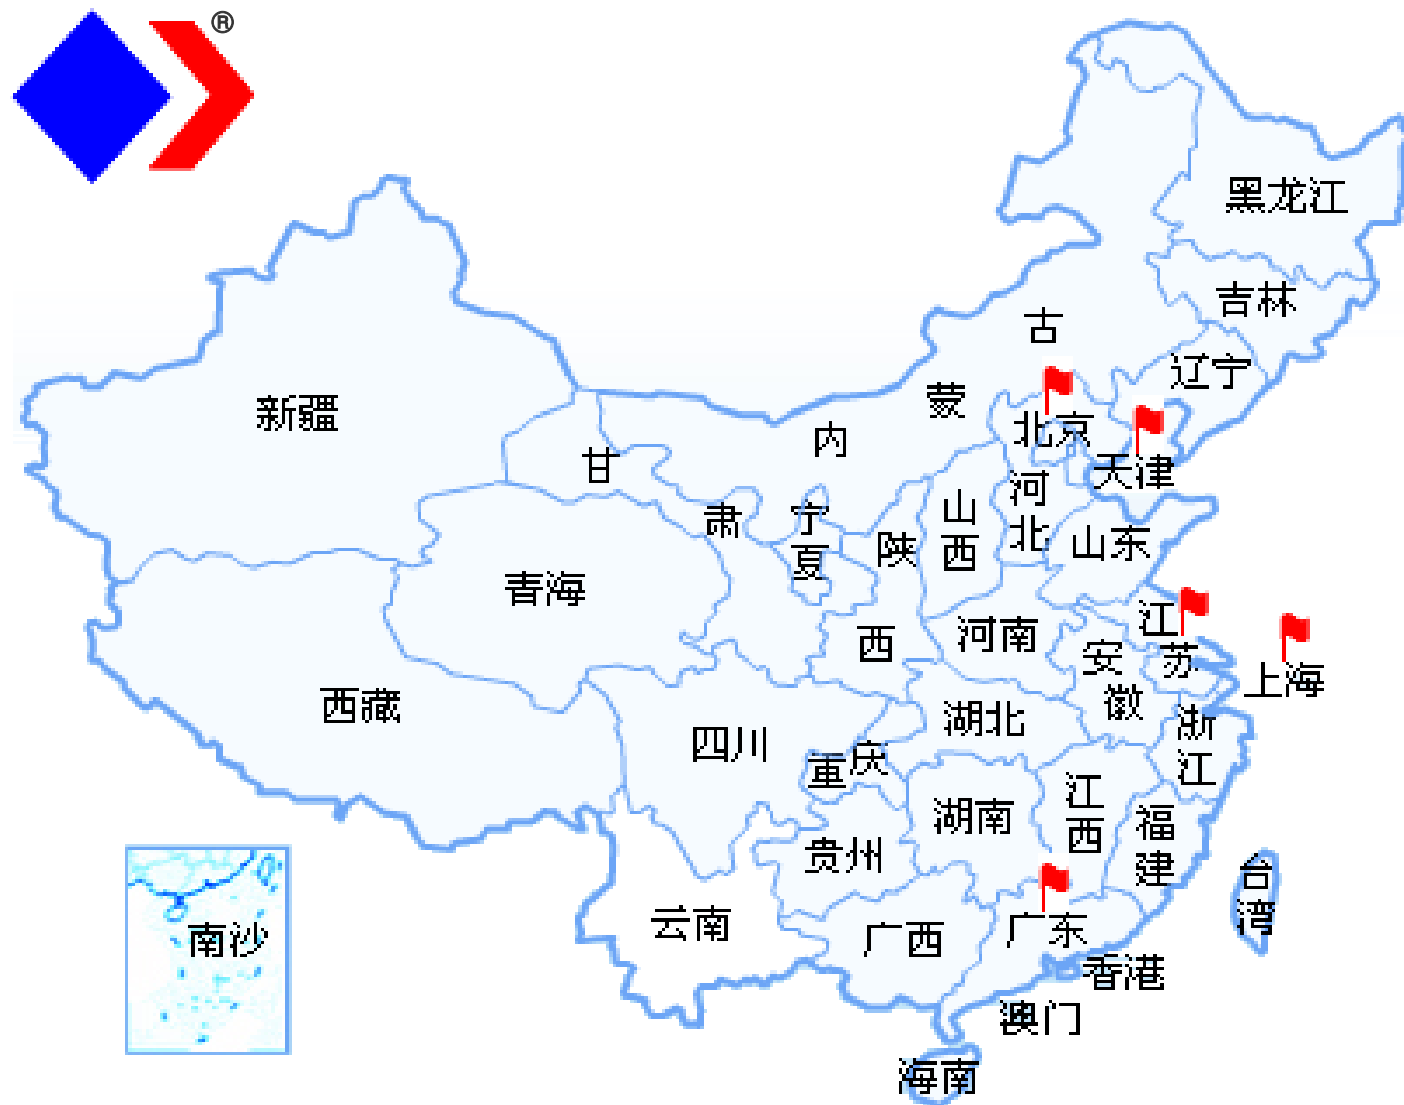 ®
黑龙江
吉林
辽宁
内蒙古
新疆
甘肃
北京
天津
宁夏
陕西
山西
河北
山东
青海
河南
江苏
安徽
上海
西藏
四川
重庆
湖北
浙江
湖南
江西
福建
贵州
台湾
云南
广西
广东
香港
澳门
海南
南沙